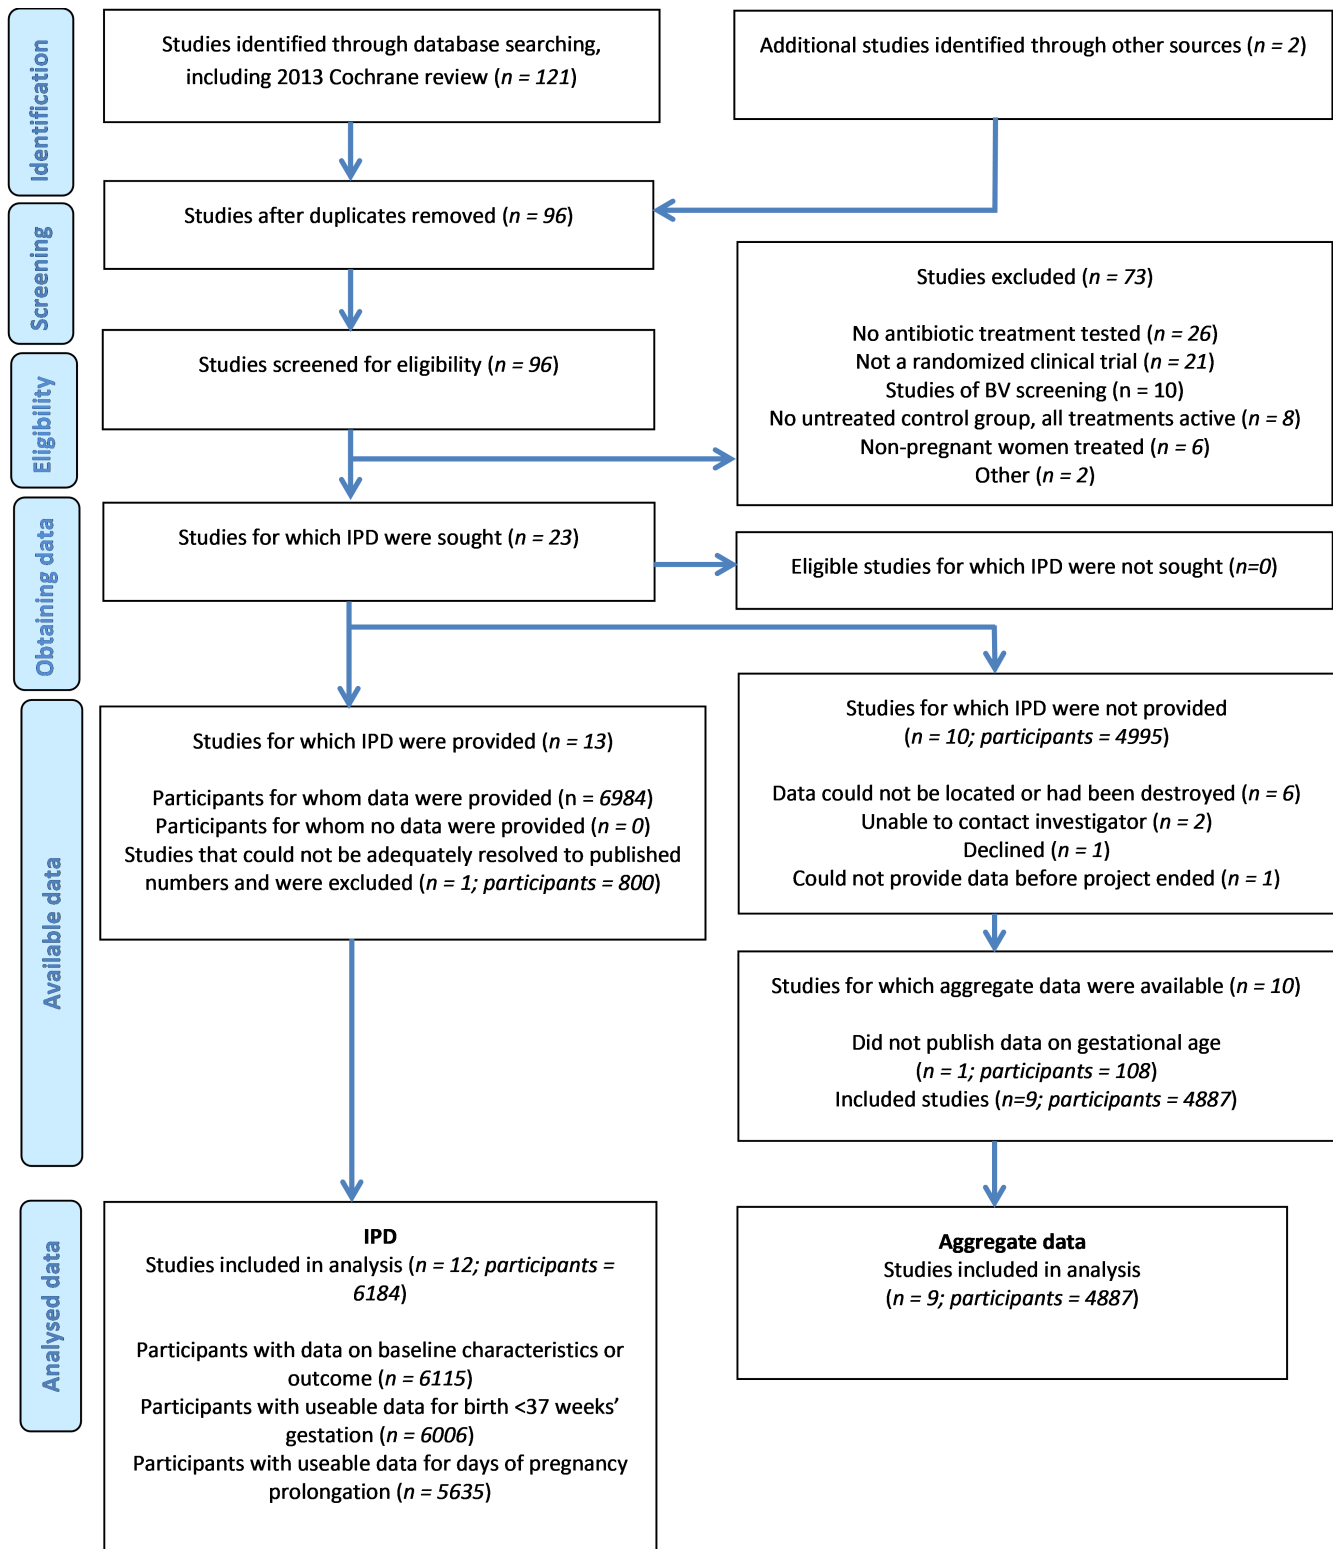 Identification
Studies identified through database searching,
including 2013 Cochrane review (n = 121)
Additional studies identified through other sources (n = 2)
Studies after duplicates removed (n = 96)
Screening
Studies excluded (n = 73)
No antibiotic treatment tested (n = 26)
Not a randomized clinical trial (n = 21)
Studies of BV screening (n = 10)
No untreated control group, all treatments active (n = 8)
Non-pregnant women treated (n = 6)
Other (n = 2)
Eligibility
Studies screened for eligibility (n = 96)
Obtaining data
Studies for which IPD were sought (n = 23)
Eligible studies for which IPD were not sought (n=0)
Available data
Studies for which IPD were provided (n = 13)
Participants for whom data were provided (n = 6984)
Participants for whom no data were provided (n = 0)
Studies that could not be adequately resolved to published
numbers and were excluded (n = 1; participants = 800)
Studies for which IPD were not provided
(n = 10; participants = 4995)
Data could not be located or had been destroyed (n = 6)
Unable to contact investigator (n = 2)
Declined (n = 1)
Could not provide data before project ended (n = 1)
Studies for which aggregate data were available (n = 10)
Did not publish data on gestational age
(n = 1; participants = 108)
Included studies (n=9; participants = 4887)
Analysed data
IPD
Studies included in analysis (n = 12; participants =
6184)
Participants with data on baseline characteristics or
outcome (n = 6115)
Participants with useable data for birth <37 weeks’
gestation (n = 6006)
Participants with useable data for days of pregnancy
prolongation (n = 5635)
Aggregate data
Studies included in analysis
(n = 9; participants = 4887)